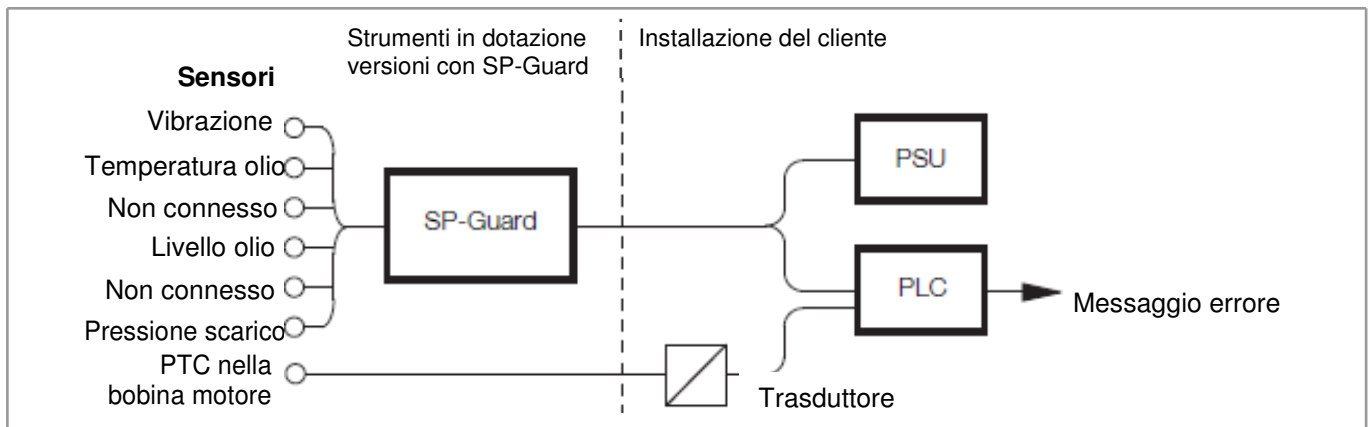 Strumenti in dotazione
versioni con SP-Guard
Installazione del cliente
Sensori
Vibrazione
Temperatura olio
Non connesso
Livello olio
Non connesso
Pressione scarico
PTC nella
bobina motore
SP-Guard
PSU
PLC
Messaggio errore
Trasduttore